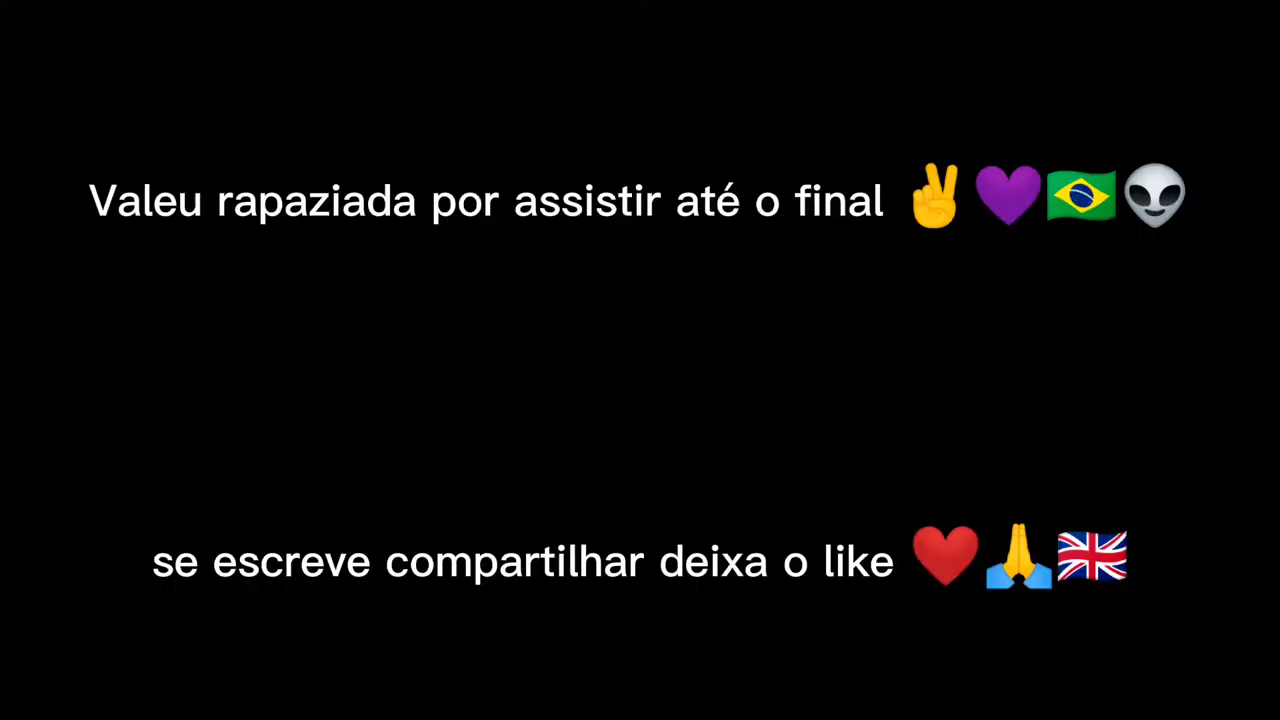 Valeu rapaziada por assistir até o final ✌️💜🇧🇷👽
se escreve compartilhar deixa o like ❤️🙏🇬🇧